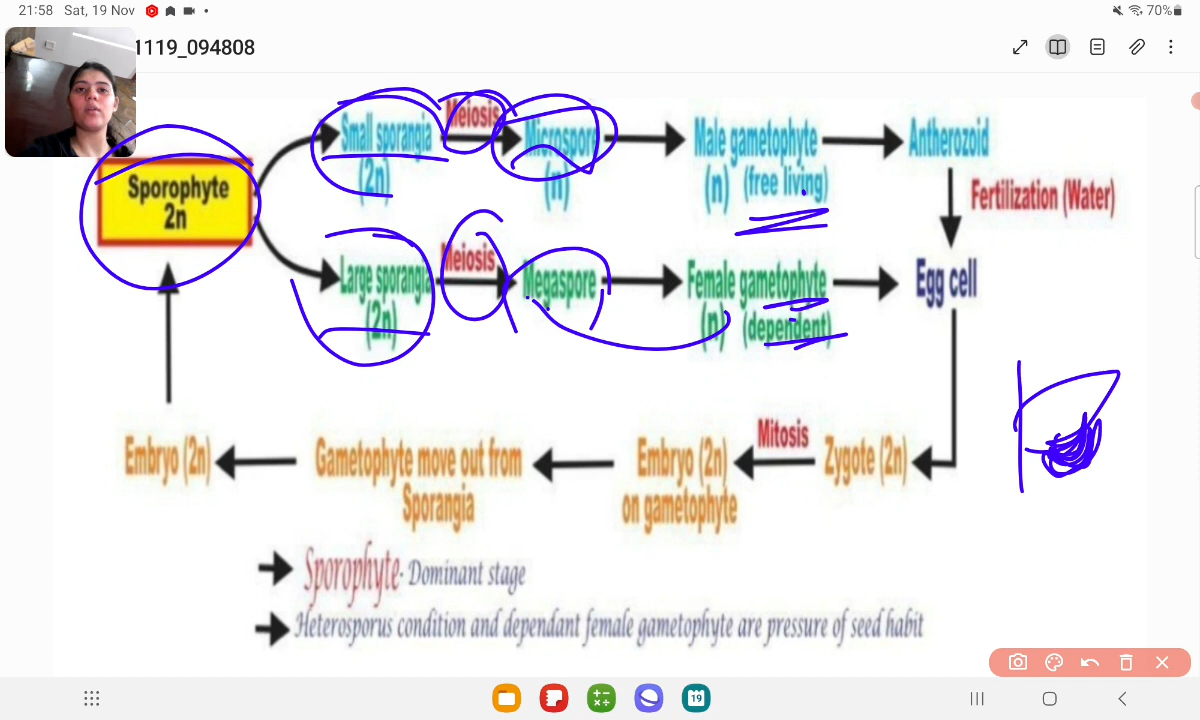 21:58 Sat, 19 Nov
70%
1119_094808
Small sporangia
(2n)
Meiosis
Microspore
(n)
Male gametophyte
(n) (free living)
Antherozoid
Sporophyte
2n
Fertilization (Water)
Large sporangia
(2n)
Meiosis
Megaspore
Female gametophyte
(n) (dependent)
Egg cell
Embryo (2n)
Gametophyte move out from
Sporangia
Embryo (2n)
on gametophyte
Mitosis
Zygote (2n)
Sporophyte- Dominant stage
Heterosporus condition and dependant female gametophyte are pressure of seed habit
19